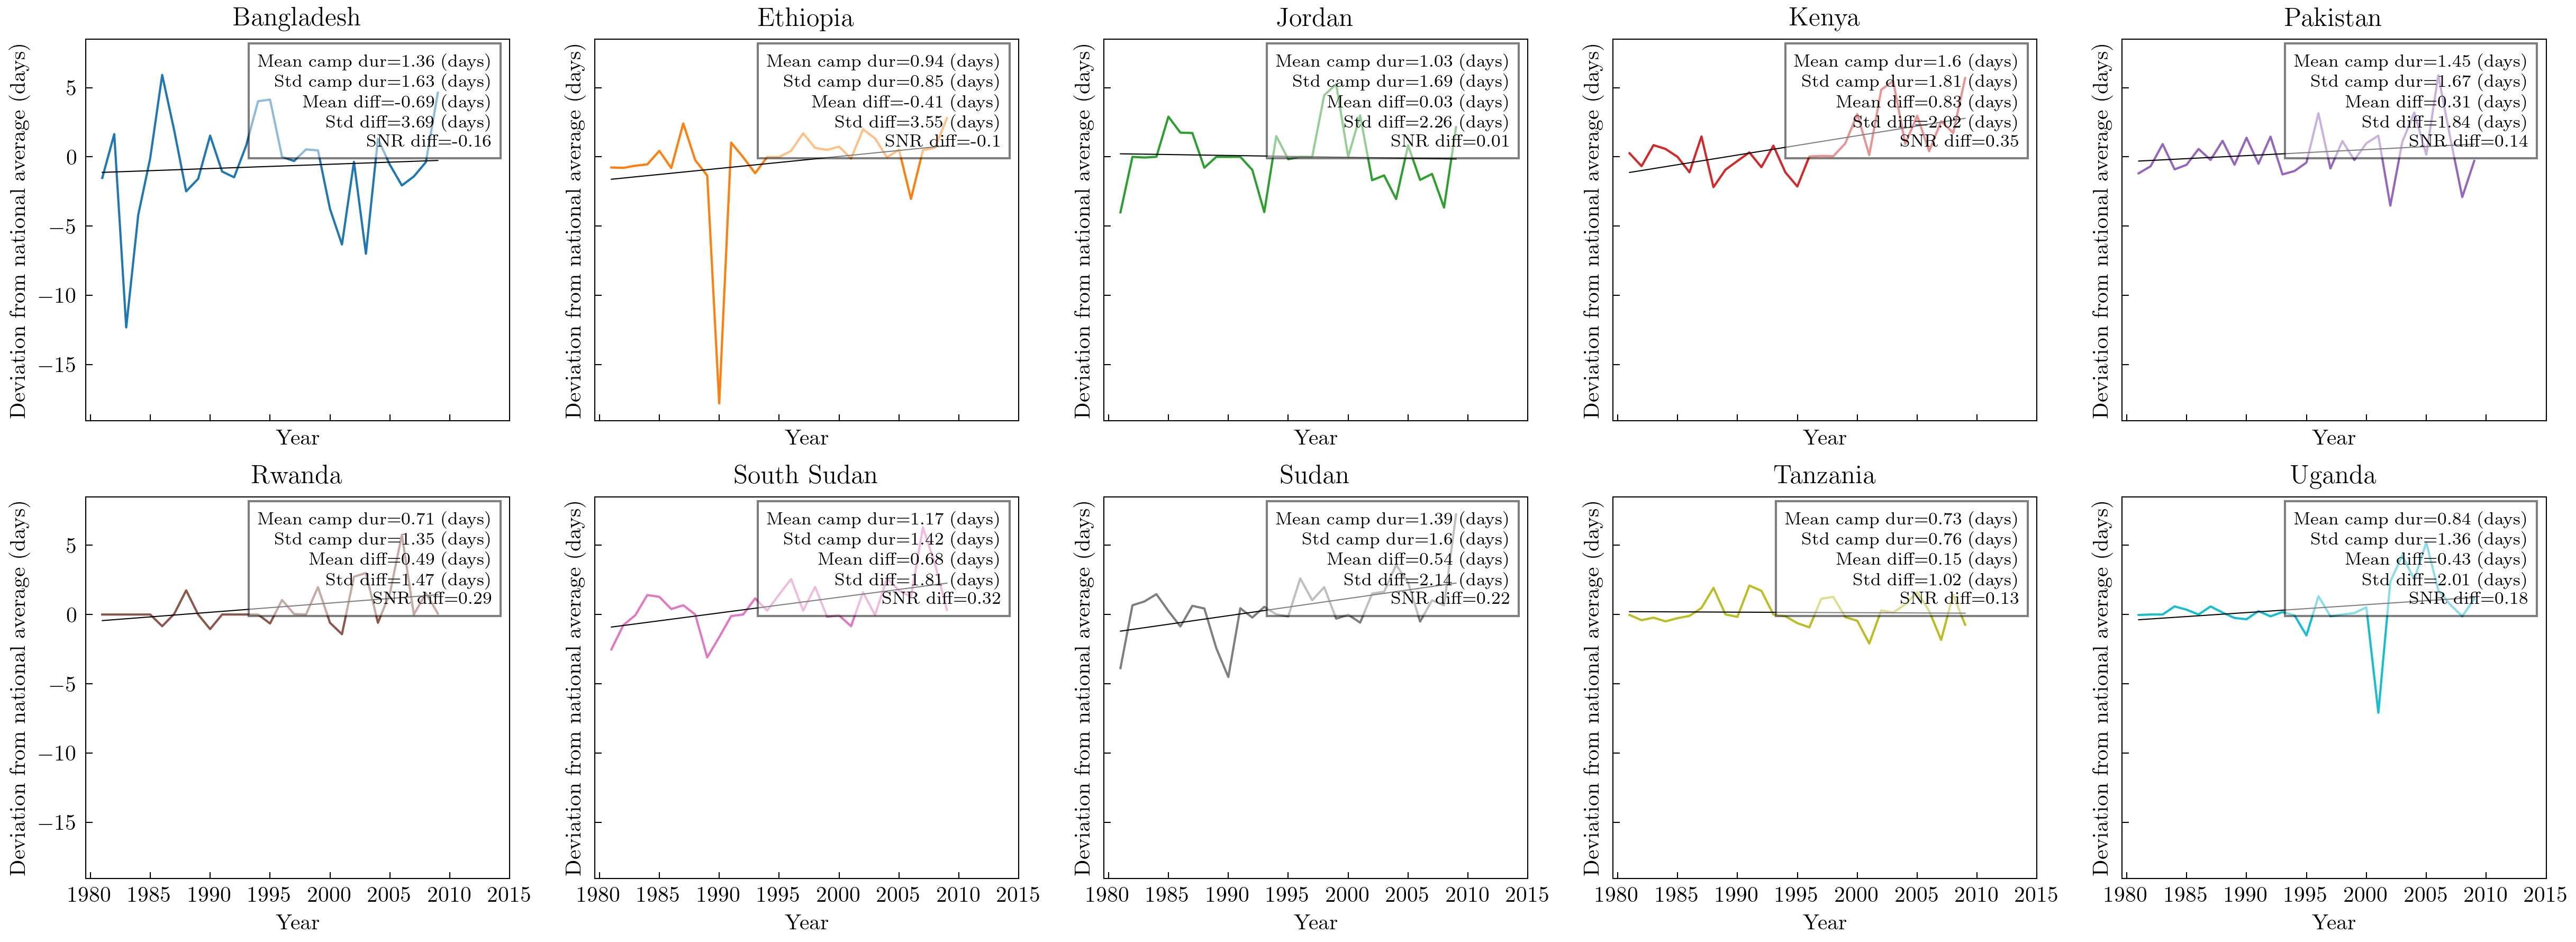 Bangladesh
Deviation from national average (days)
5
0
−5
−10
−15
Mean camp dur=1.36 (days)
Std camp dur=1.63 (days)
Mean diff=-0.69 (days)
Std diff=3.69 (days)
SNR diff=-0.16
Year
Ethiopia
Deviation from national average (days)
Mean camp dur=0.94 (days)
Std camp dur=0.85 (days)
Mean diff=-0.41 (days)
Std diff=3.55 (days)
SNR diff=-0.1
Year
Jordan
Deviation from national average (days)
Mean camp dur=1.03 (days)
Std camp dur=1.69 (days)
Mean diff=0.03 (days)
Std diff=2.26 (days)
SNR diff=0.01
Year
Kenya
Deviation from national average (days)
Mean camp dur=1.6 (days)
Std camp dur=1.81 (days)
Mean diff=0.83 (days)
Std diff=2.02 (days)
SNR diff=0.35
Year
Pakistan
Deviation from national average (days)
Mean camp dur=1.45 (days)
Std camp dur=1.67 (days)
Mean diff=0.31 (days)
Std diff=1.84 (days)
SNR diff=0.14
Year
Rwanda
Deviation from national average (days)
5
0
−5
−10
−15
Mean camp dur=0.71 (days)
Std camp dur=1.35 (days)
Mean diff=0.49 (days)
Std diff=1.47 (days)
SNR diff=0.29
1980 1985 1990 1995 2000 2005 2010 2015
Year
South Sudan
Deviation from national average (days)
Mean camp dur=1.17 (days)
Std camp dur=1.42 (days)
Mean diff=0.68 (days)
Std diff=1.81 (days)
SNR diff=0.32
1980 1985 1990 1995 2000 2005 2010 2015
Year
Sudan
Deviation from national average (days)
Mean camp dur=1.39 (days)
Std camp dur=1.6 (days)
Mean diff=0.54 (days)
Std diff=2.14 (days)
SNR diff=0.22
1980 1985 1990 1995 2000 2005 2010 2015
Year
Tanzania
Deviation from national average (days)
Mean camp dur=0.73 (days)
Std camp dur=0.76 (days)
Mean diff=0.15 (days)
Std diff=1.02 (days)
SNR diff=0.13
1980 1985 1990 1995 2000 2005 2010 2015
Year
Uganda
Deviation from national average (days)
Mean camp dur=0.84 (days)
Std camp dur=1.36 (days)
Mean diff=0.43 (days)
Std diff=2.01 (days)
SNR diff=0.18
1980 1985 1990 1995 2000 2005 2010 2015
Year